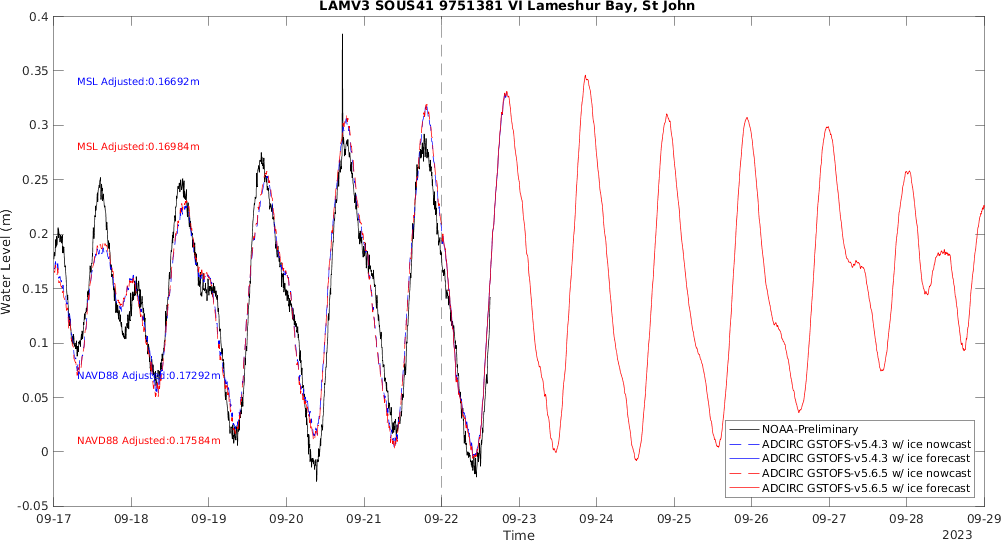 LAMV3 SOUS41 9751381 VI Lameshur Bay, St John
0.4
0.35
0.3
0.25
0.2
0.15
0.1
0.05
0
-0.05
Water Level (m)
MSL Adjusted:0.16692m
MSL Adjusted:0.16984m
NAVD88 Adjusted:0.17292m
NAVD88 Adjusted:0.17584m
NOAA-Preliminary
ADCIRC GSTOFS-v5.4.3 w/ ice nowcast
ADCIRC GSTOFS-v5.4.3 w/ ice forecast
ADCIRC GSTOFS-v5.6.5 w/ ice nowcast
ADCIRC GSTOFS-v5.6.5 w/ ice forecast
09-17 09-18 09-19 09-20 09-21 09-22 09-23 09-24 09-25 09-26 09-27 09-28 09-29
Time
2023